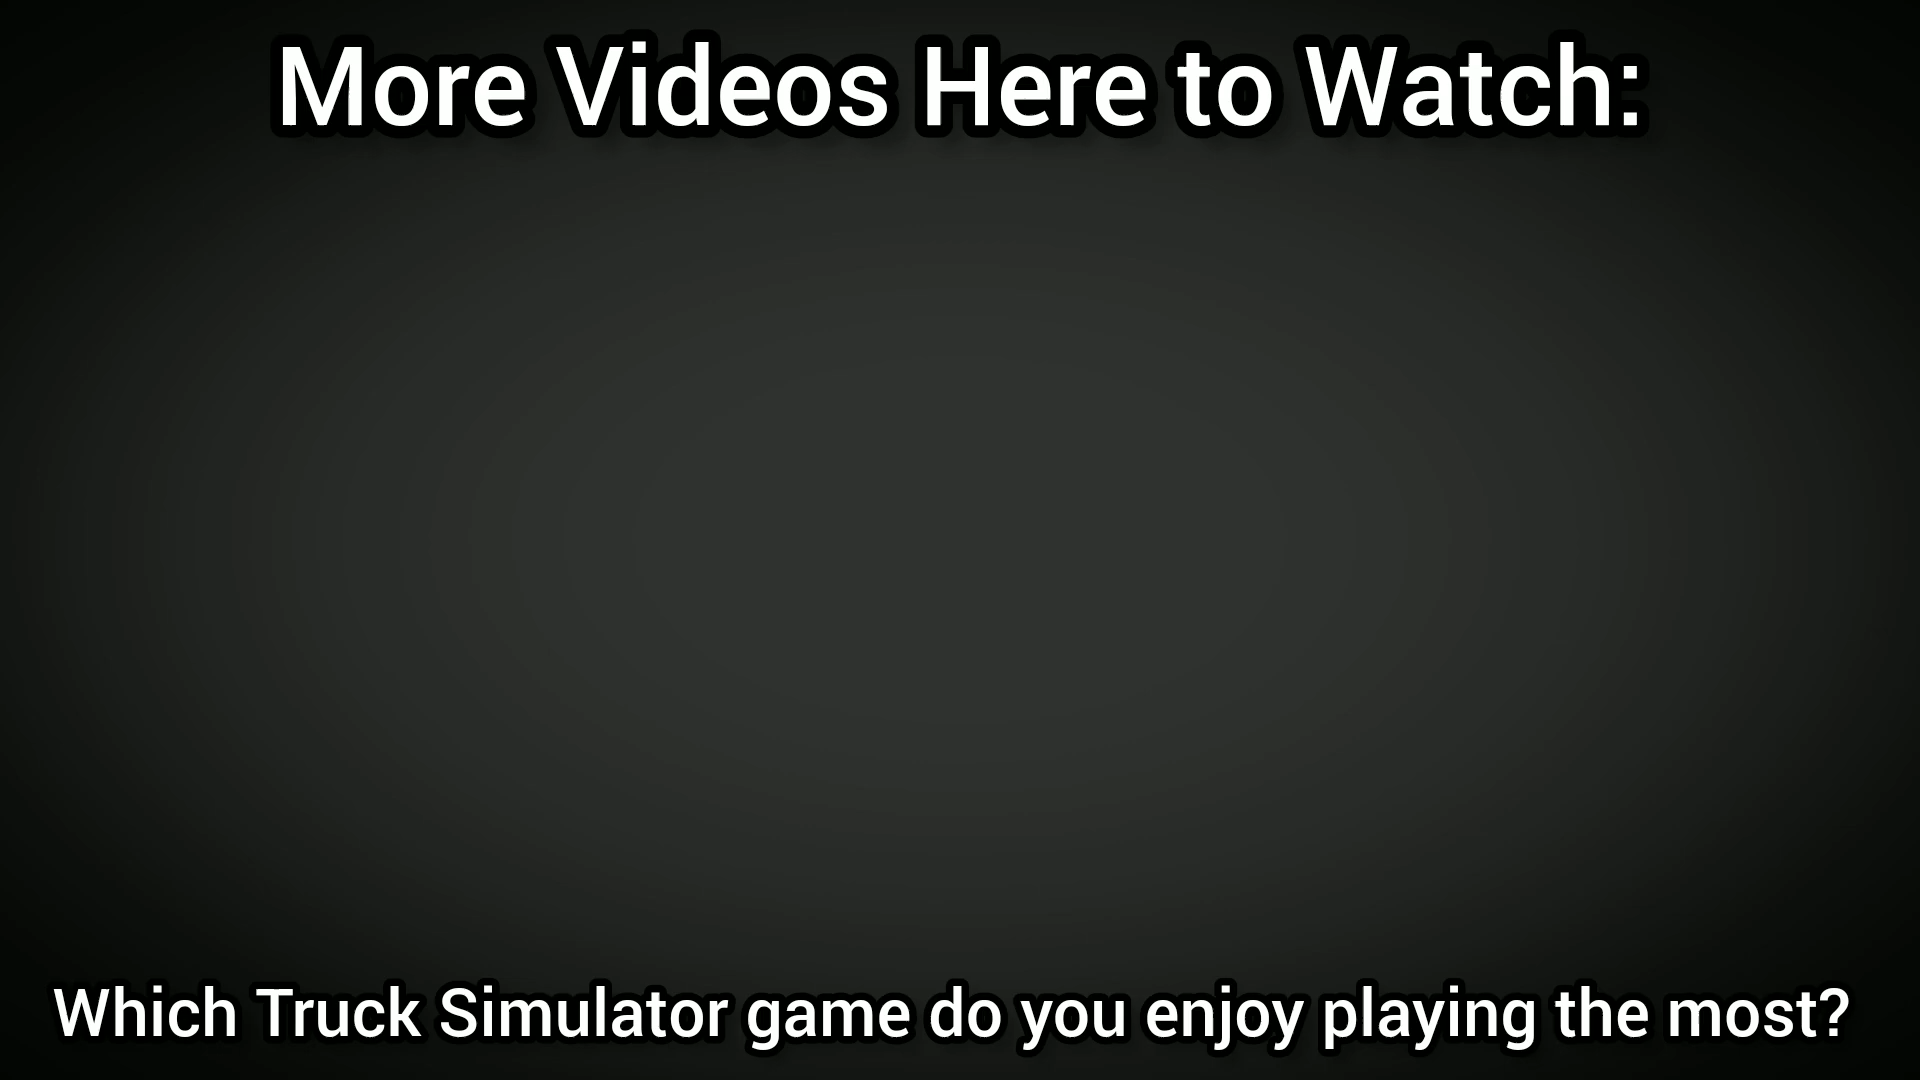 More Videos Here to Watch:
Which Truck Simulator game do you enjoy playing the most?